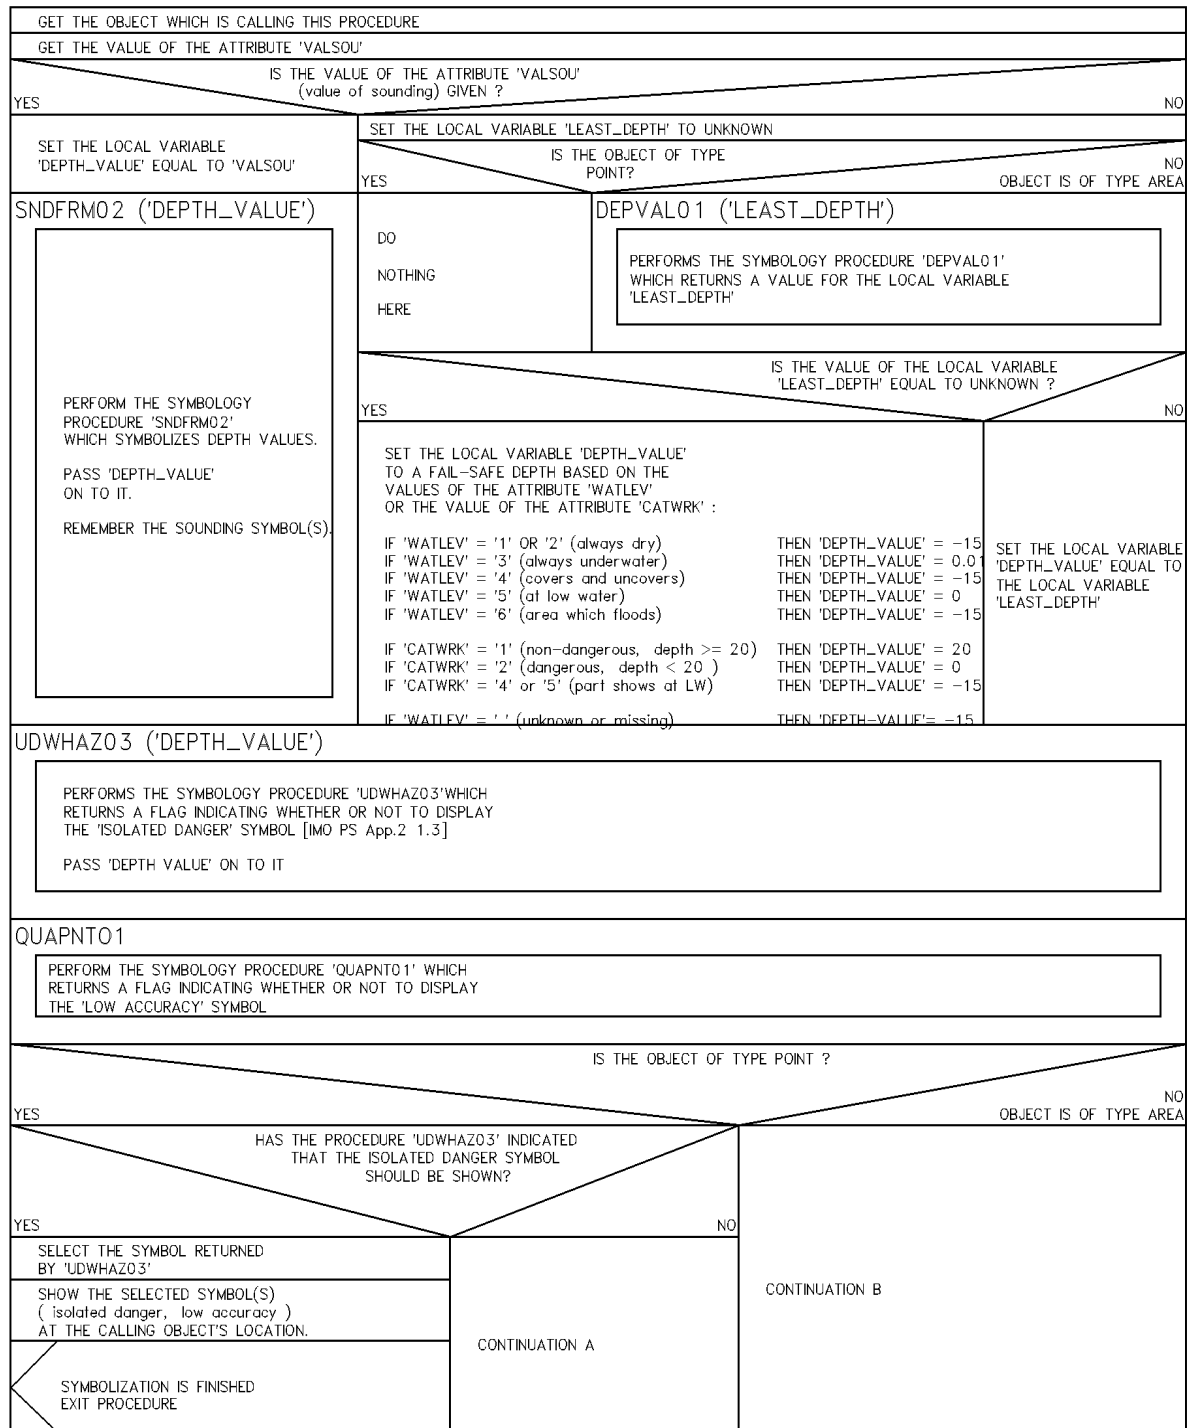 GET THE OBJECT WHICH IS CALLING THIS PROCEDURE
GET THE VALUE OF THE ATTRIBUTE 'VALSOU'
IS THE VALUE OF THE ATTRIBUTE 'VALSOU'
(value of sounding) GIVEN ?
YES
NO
SET THE LOCAL VARIABLE
'DEPTH_VALUE' EQUAL TO 'VALSOU'
SET THE LOCAL VARIABLE 'LEAST_DEPTH' TO UNKNOWN
IS THE OBJECT OF TYPE
POINT?
YES
NO
OBJECT IS OF TYPE AREA
SNDFRM02 ('DEPTH_VALUE')
PERFORM THE SYMBOLOGY
PROCEDURE 'SNDFRM02'
WHICH SYMBOLIZES DEPTH VALUES.
PASS 'DEPTH_VALUE'
ON TO IT.
REMEMBER THE SOUNDING SYMBOL(S).
DO
NOTHING
HERE
DEPVAL01 ('LEAST_DEPTH')
PERFORMS THE SYMBOLOGY PROCEDURE 'DEPVAL01'
WHICH RETURNS A VALUE FOR THE LOCAL VARIABLE
'LEAST_DEPTH'
IS THE VALUE OF THE LOCAL VARIABLE
'LEAST_DEPTH' EQUAL TO UNKNOWN ?
YES
NO
SET THE LOCAL VARIABLE 'DEPTH_VALUE'
TO A FAIL-SAFE DEPTH BASED ON THE
VALUES OF THE ATTRIBUTE 'WATLEV'
OR THE VALUE OF THE ATTRIBUTE 'CATWRK' :
IF 'WATLEV' = '1' OR '2' (always dry) THEN 'DEPTH_VALUE' = -15
IF 'WATLEV' = '3' (always underwater) THEN 'DEPTH_VALUE' = 0.01
IF 'WATLEV' = '4' (covers and uncovers) THEN 'DEPTH_VALUE' = -15
IF 'WATLEV' = '5' (at low water) THEN 'DEPTH_VALUE' = 0
IF 'WATLEV' = '6' (area which floods) THEN 'DEPTH_VALUE' = -15
IF 'CATWRK' = '1' (non-dangerous, depth >= 20) THEN 'DEPTH_VALUE' = 20
IF 'CATWRK' = '2' (dangerous, depth < 20 ) THEN 'DEPTH_VALUE' = 0
IF 'CATWRK' = '4' or '5' (part shows at LW) THEN 'DEPTH_VALUE' = -15
IF 'WATLEV' = ' ' (unknown or missing) THEN 'DEPTH-VALUE'= -15
SET THE LOCAL VARIABLE
'DEPTH_VALUE' EQUAL TO
THE LOCAL VARIABLE
'LEAST_DEPTH'
UDWHAZ03 ('DEPTH_VALUE')
PERFORMS THE SYMBOLOGY PROCEDURE 'UDWHAZ03'WHICH
RETURNS A FLAG INDICATING WHETHER OR NOT TO DISPLAY
THE 'ISOLATED DANGER' SYMBOL [IMO PS App.2 1.3]
PASS 'DEPTH VALUE' ON TO IT
QUAPNT01
PERFORM THE SYMBOLOGY PROCEDURE 'QUAPNT01' WHICH
RETURNS A FLAG INDICATING WHETHER OR NOT TO DISPLAY
THE 'LOW ACCURACY' SYMBOL
IS THE OBJECT OF TYPE POINT ?
YES
NO
OBJECT IS OF TYPE AREA
HAS THE PROCEDURE 'UDWHAZ03' INDICATED
THAT THE ISOLATED DANGER SYMBOL
SHOULD BE SHOWN?
YES
NO
SELECT THE SYMBOL RETURNED
BY 'UDWHAZ03'
SHOW THE SELECTED SYMBOL(S)
( isolated danger, low accuracy )
AT THE CALLING OBJECT'S LOCATION.
SYMBOLIZATION IS FINISHED
EXIT PROCEDURE
CONTINUATION A
CONTINUATION B